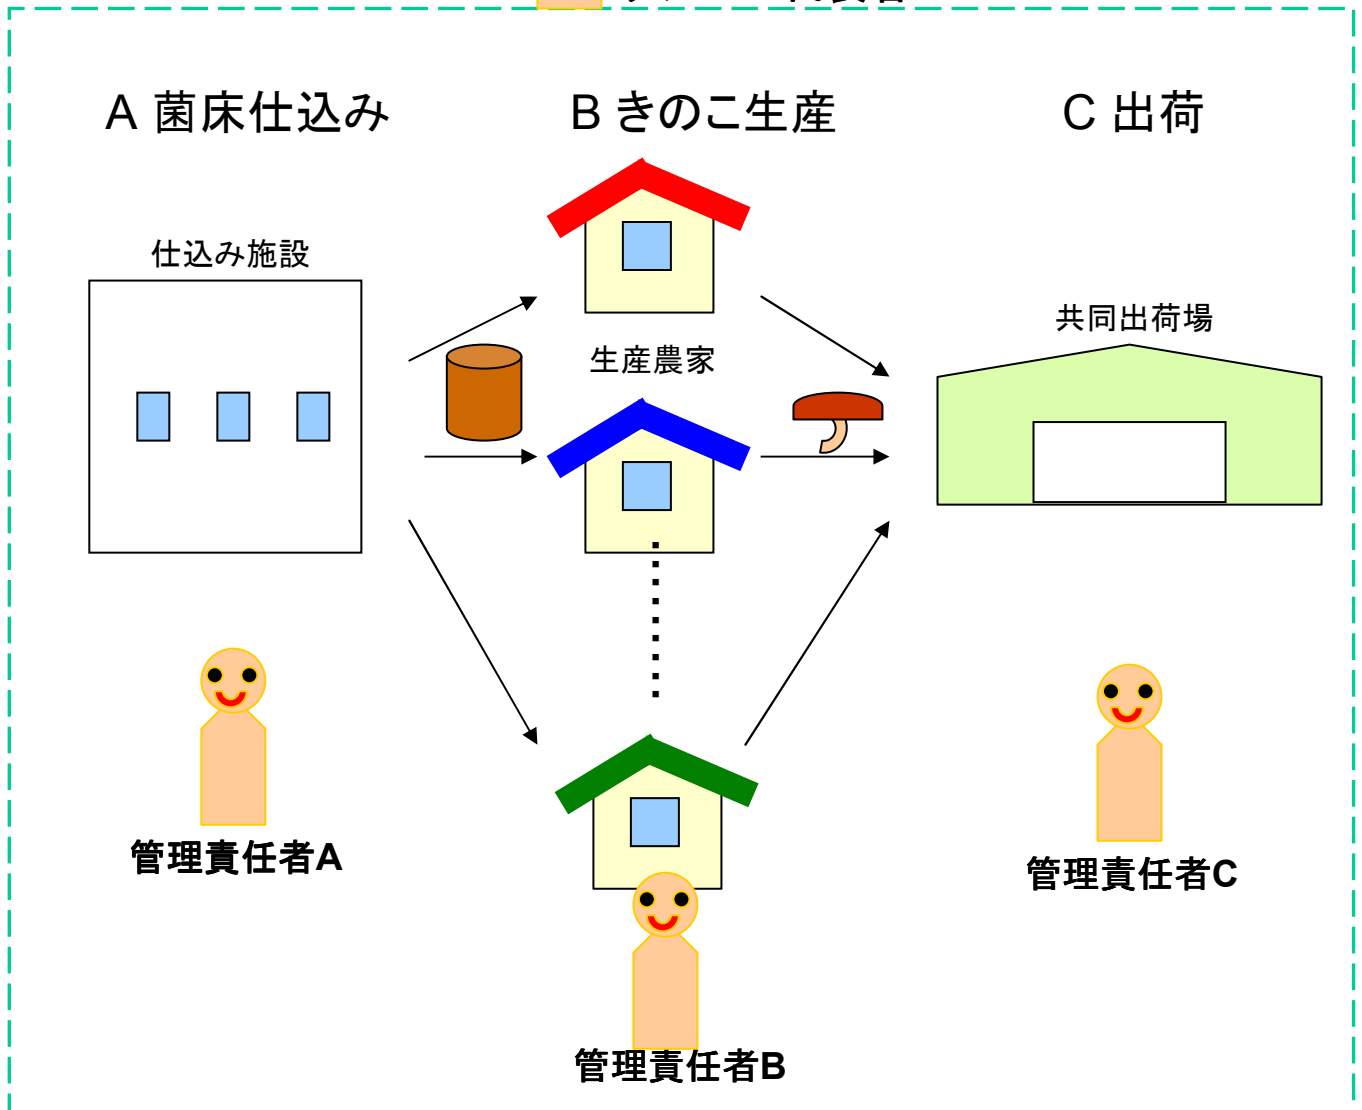 A 菌床仕込み
B きのこ生産
C 出荷
仕込み施設
生産農家
共同出荷場
管理責任者A
管理責任者B
管理責任者C